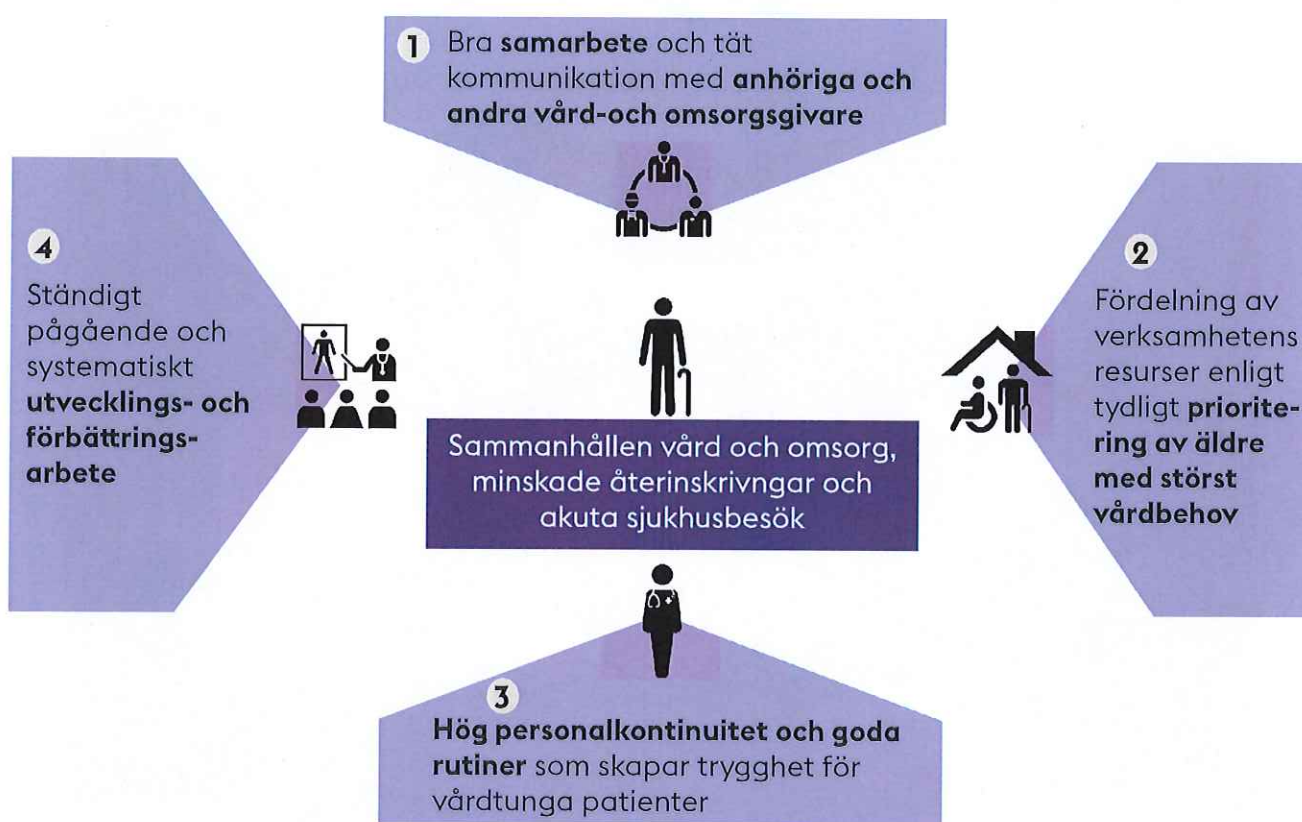 1
Bra samarbete och tät
kommunikation med anhöriga och
andra vård-och omsorgsgivare
2
Fördelning av
verksamhetens
resurser enligt
tydligt priorite-
ring av äldre
med störst
vårdbehov
Sammanhållen vård och omsorg,
minskade återinskrivngar och
akuta sjukhusbesök
3
Hög personalkontinuitet och goda
rutiner som skapar trygghet för
vårdtunga patienter
4
Ständigt
pågående och
systematiskt
utvecklings- och
förbättrings-
arbete